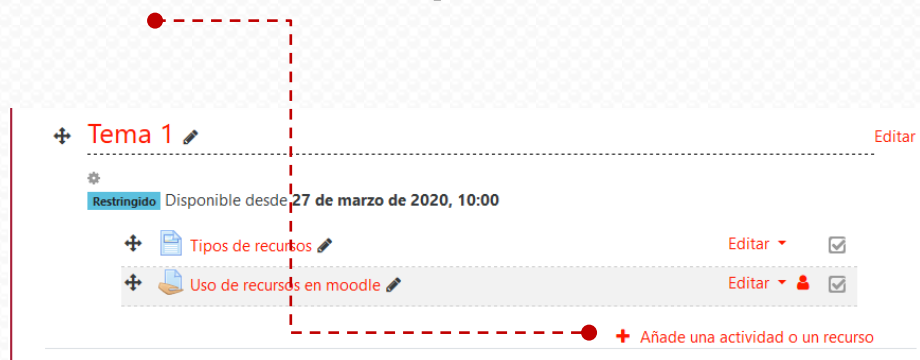 Tema 1
Editar
Restringido Disponible desde 27 de marzo de 2020, 10:00
Tipos de recursos Editar
Uso de recursos en moodle Editar
Añade una actividad o un recurso